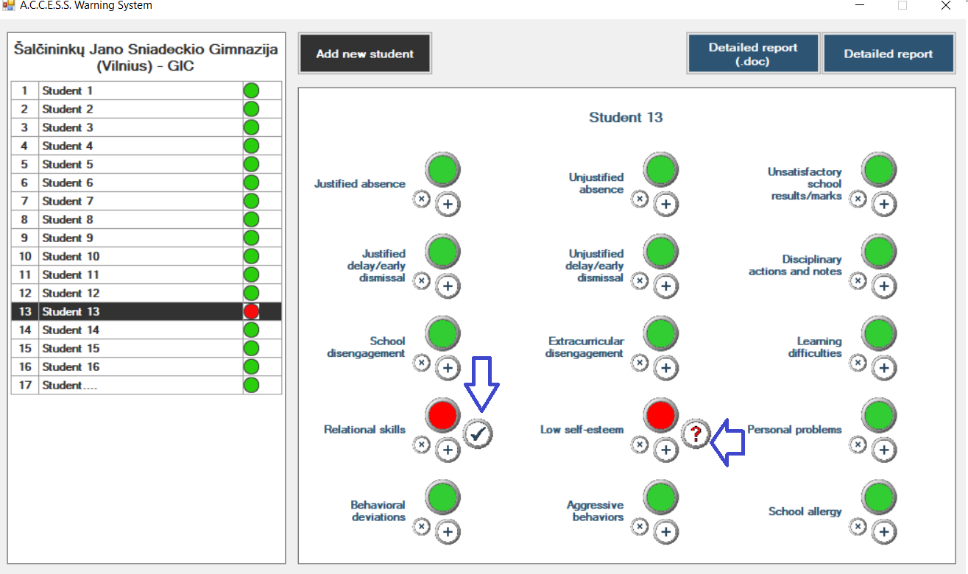 A.C.C.E.S.S. Warning System
Šalčininkų Jano Sniadeckio Gimnazija
(Vilnius) - GIC
1 Student 1
2 Student 2
3 Student 3
4 Student 4
5 Student 5
6 Student 6
7 Student 7
8 Student 8
9 Student 9
10 Student 10
11 Student 11
12 Student 12
13 Student 13
14 Student 14
15 Student 15
16 Student 16
17 Student....
Add new student
Detailed report
(.doc)
Detailed report
Student 13
Justified absence
Unjustified
absence
Unsatisfactory
school
results/marks
Justified
delay/early
dismissal
Unjustified
delay/early
dismissal
Disciplinary
actions and notes
School
disengagement
Extracurricular
disengagement
Learning
difficulties
Relational skills
Low self-esteem
?
Personal problems
Behavioral
deviations
Aggressive
behaviors
School allergy